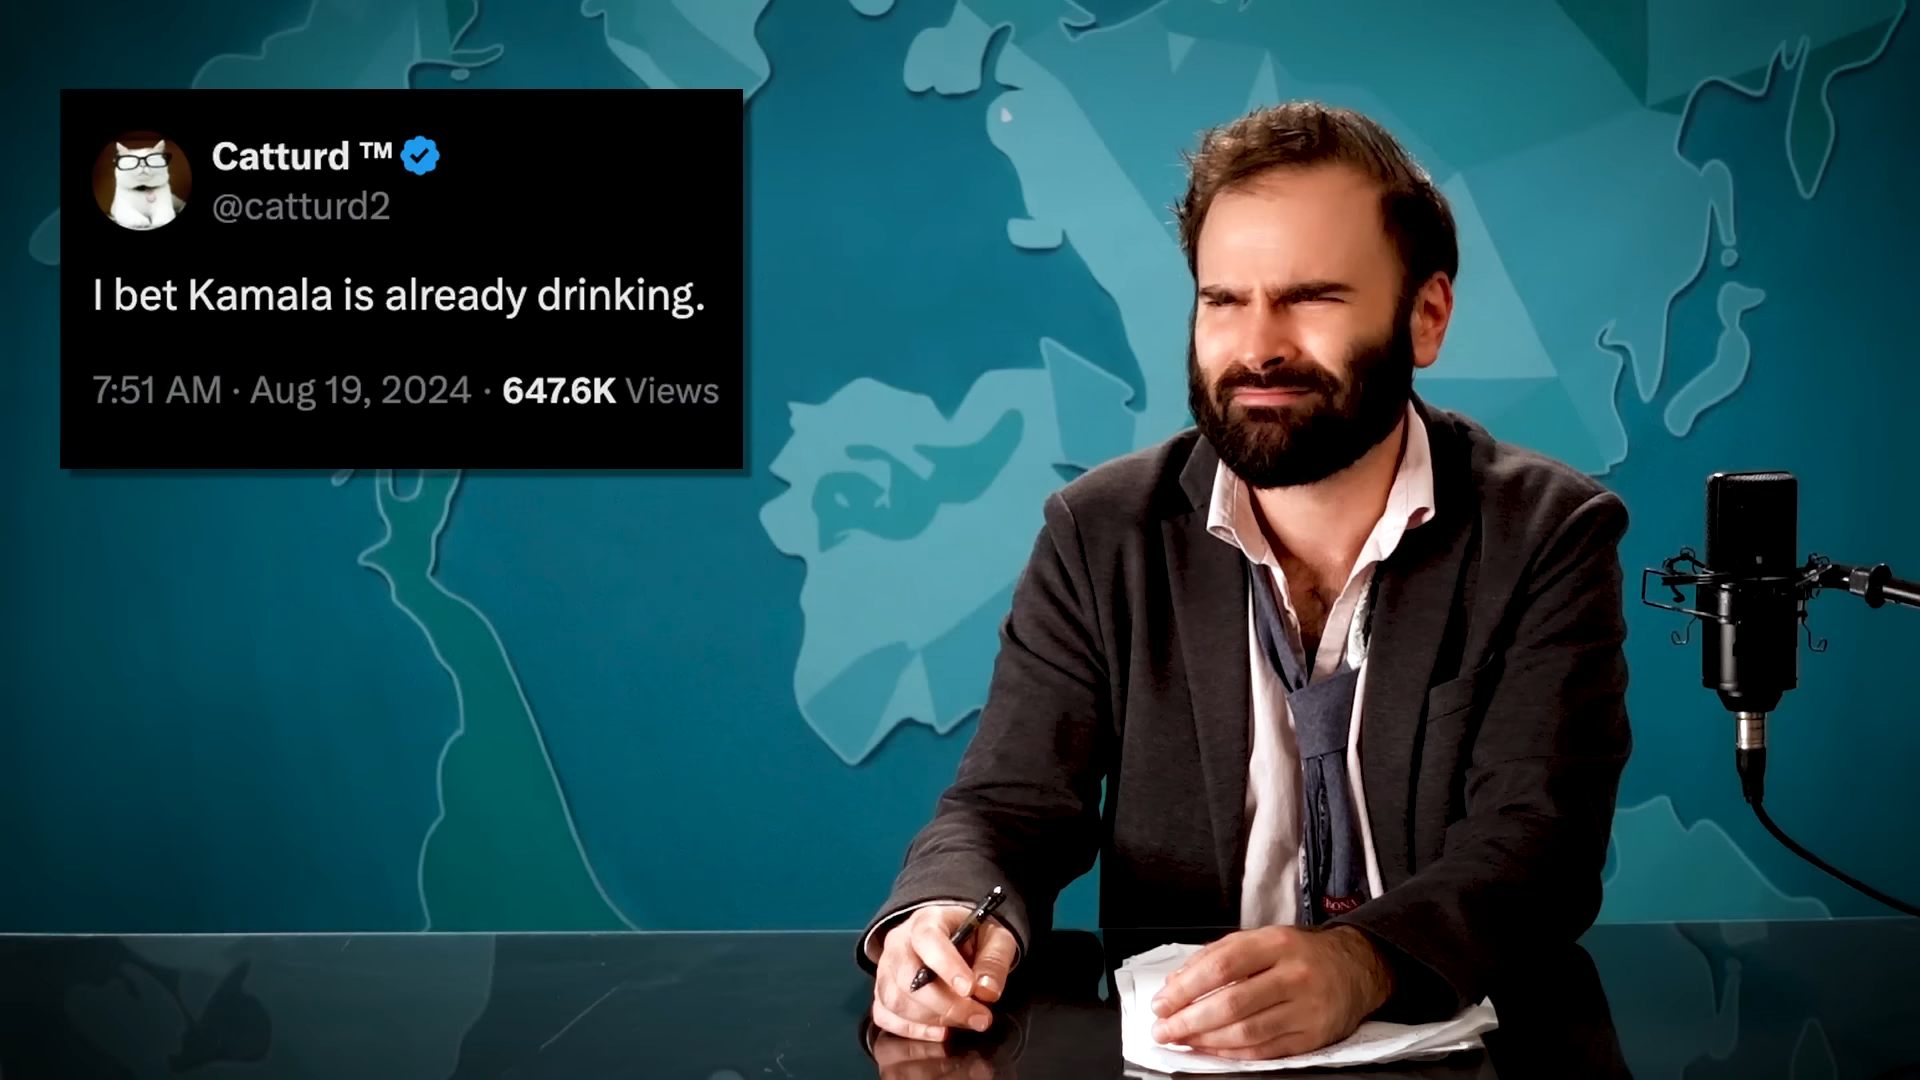 Catturd ™
@catturd2
I bet Kamala is already drinking.
7:51 AM · Aug 19, 2024 · 647.6K Views